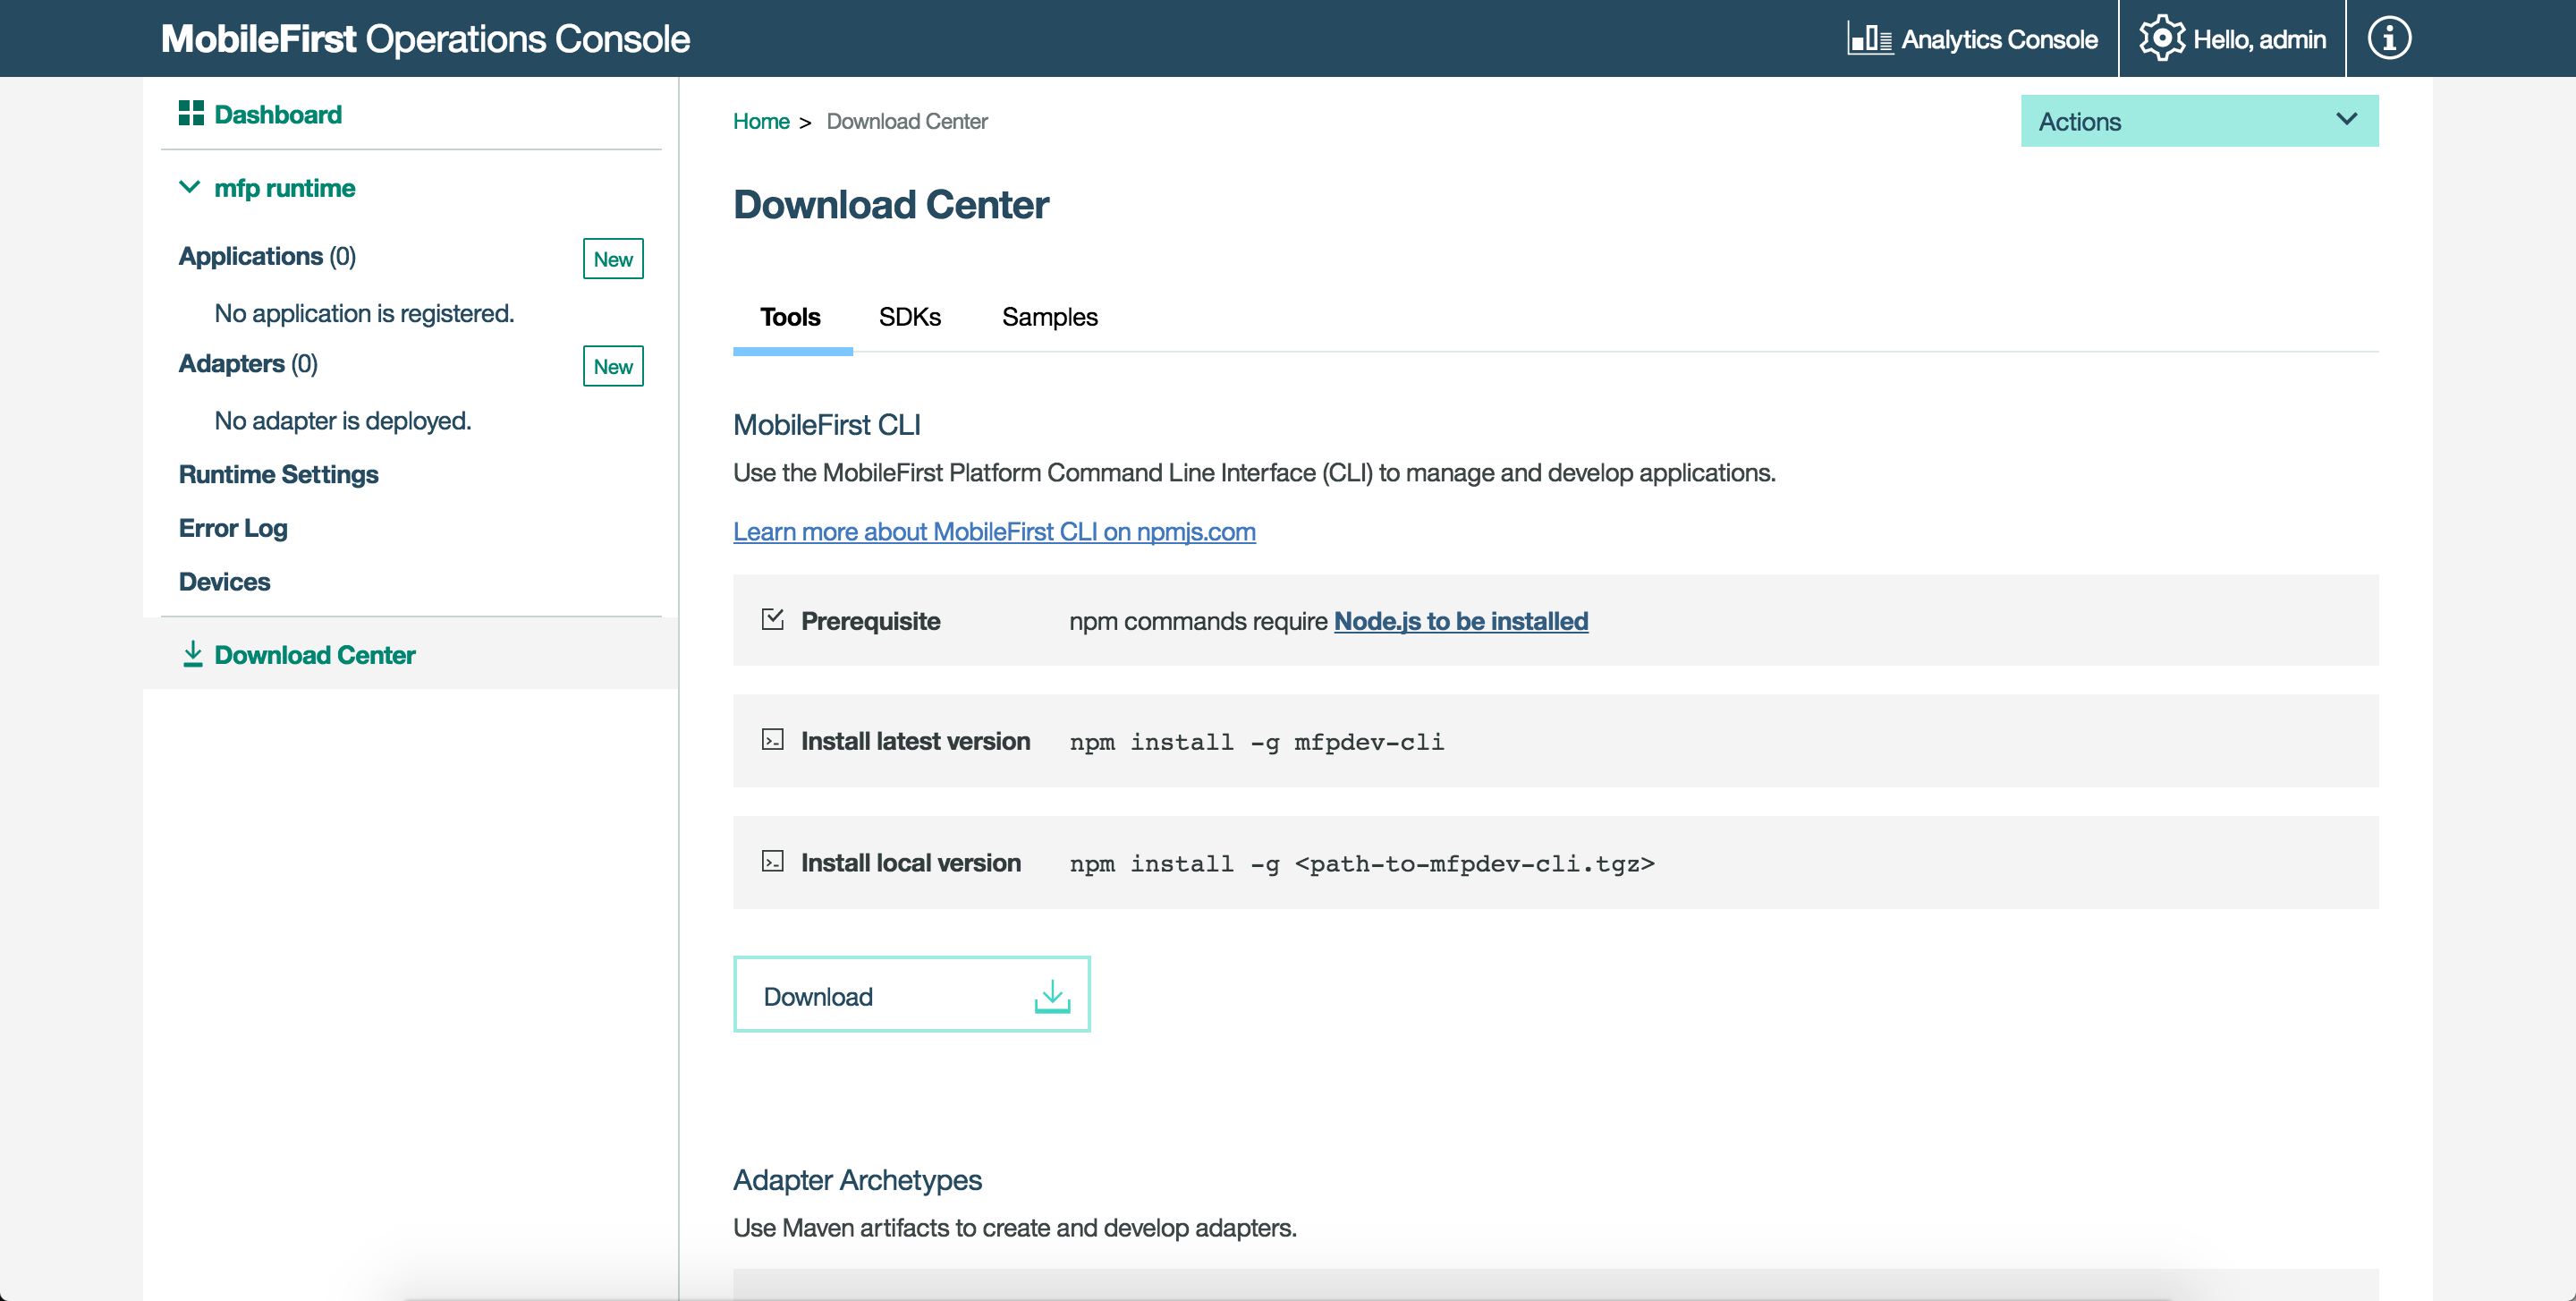 MobileFirst Operations Console
Analytics Console
Hello, admin
Dashboard
mfp runtime
Applications (0)
New
No application is registered.
Adapters (0)
New
No adapter is deployed.
Runtime Settings
Error Log
Devices
Download Center
Home > Download Center
Actions
Download Center
Tools SDKs Samples
MobileFirst CLI
Use the MobileFirst Platform Command Line Interface (CLI) to manage and develop applications.
Learn more about MobileFirst CLI on npmjs.com
Prerequisite npm commands require Node.js to be installed
Install latest version npm install -g mfpdev-cli
Install local version npm install -g <path-to-mfpdev-cli.tgz>
Download
Adapter Archetypes
Use Maven artifacts to create and develop adapters.